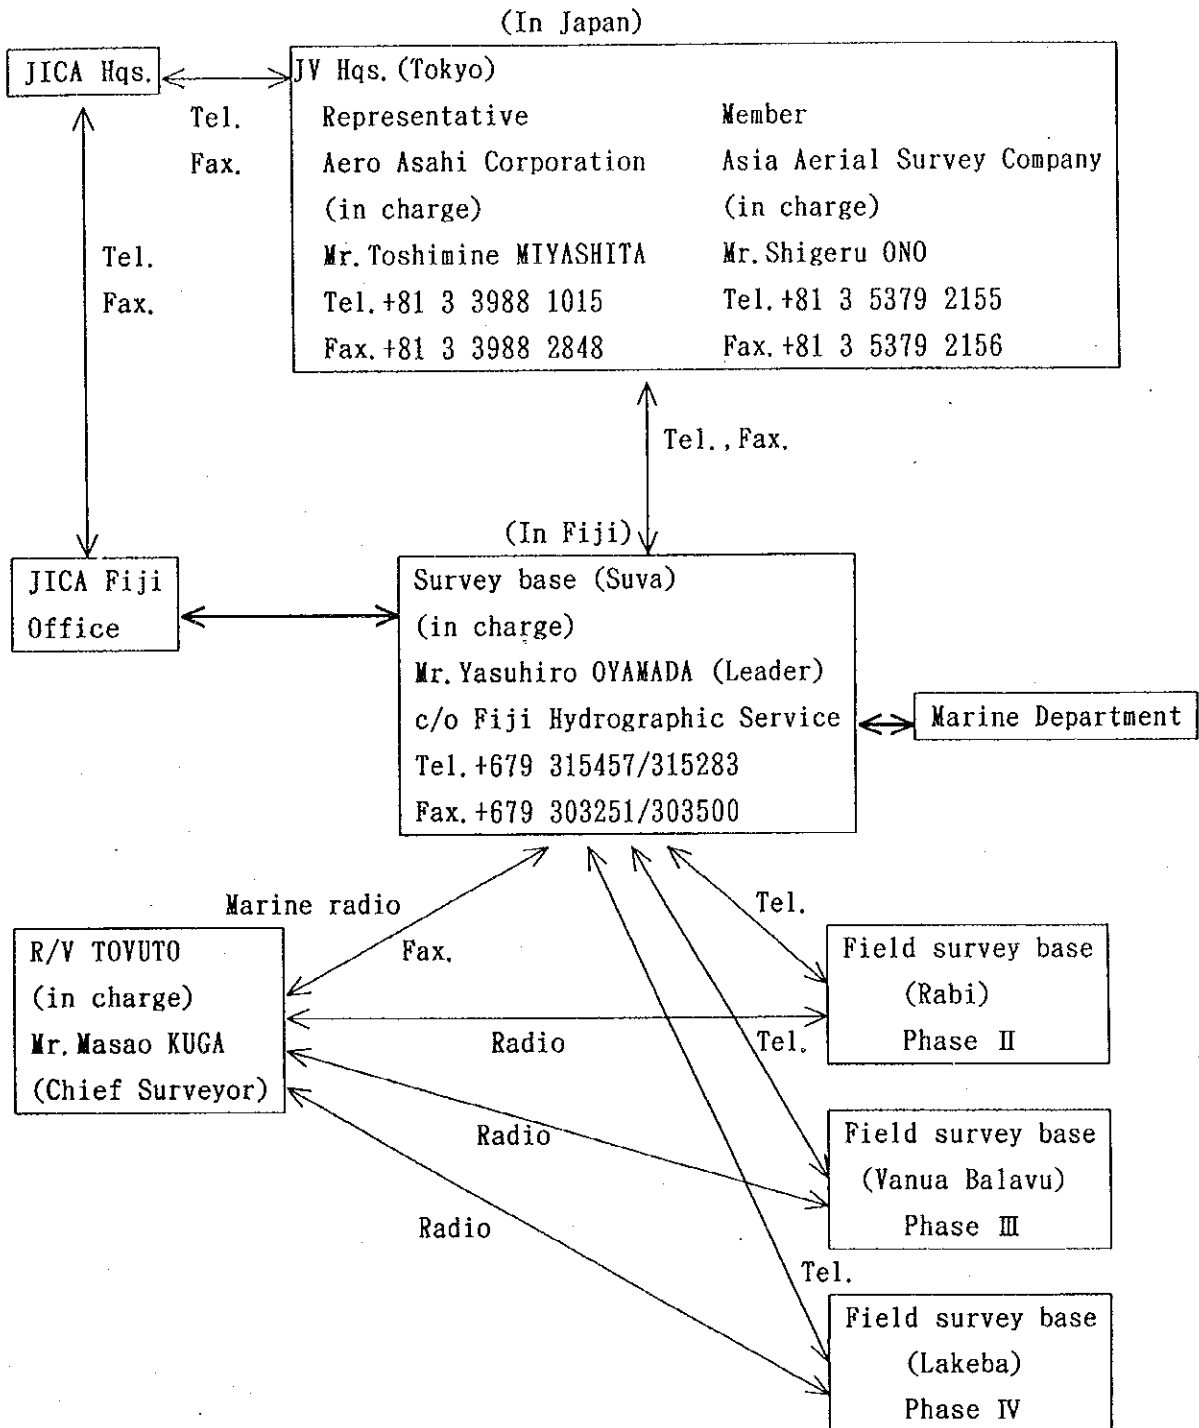 (In Japan)
JICA Hqs.
Tel.
Fax.
JV Hqs. (Tokyo)
Representative
Aero Asahi Corporation
(in charge)
Mr. Toshimine MIYASHITA
Tel. +81 3 3988 1015
Fax. +81 3 3988 2848
Member
Asia Aerial Survey Company
(in charge)
Mr. Shigeru ONO
Tel. +81 3 5379 2155
Fax. +81 3 5379 2156
Tel.
Fax.
Tel., Fax.
(In Fiji)
JICA Fiji
Office
Survey base (Suva)
(in charge)
Mr. Yasuhiro OYAMADA (Leader)
c/o Fiji Hydrographic Service
Tel. +679 315457/315283
Fax. +679 303251/303500
Marine Department
Marine radio
Fax.
Tel.
R/V TOVUTO
(in charge)
Mr. Masao KUGA
(Chief Surveyor)
Field survey base
(Rabi)
Phase II
Radio
Tel.
Radio
Field survey base
(Vanua Balavu)
Phase III
Radio
Tel.
Field survey base
(Lakeba)
Phase IV